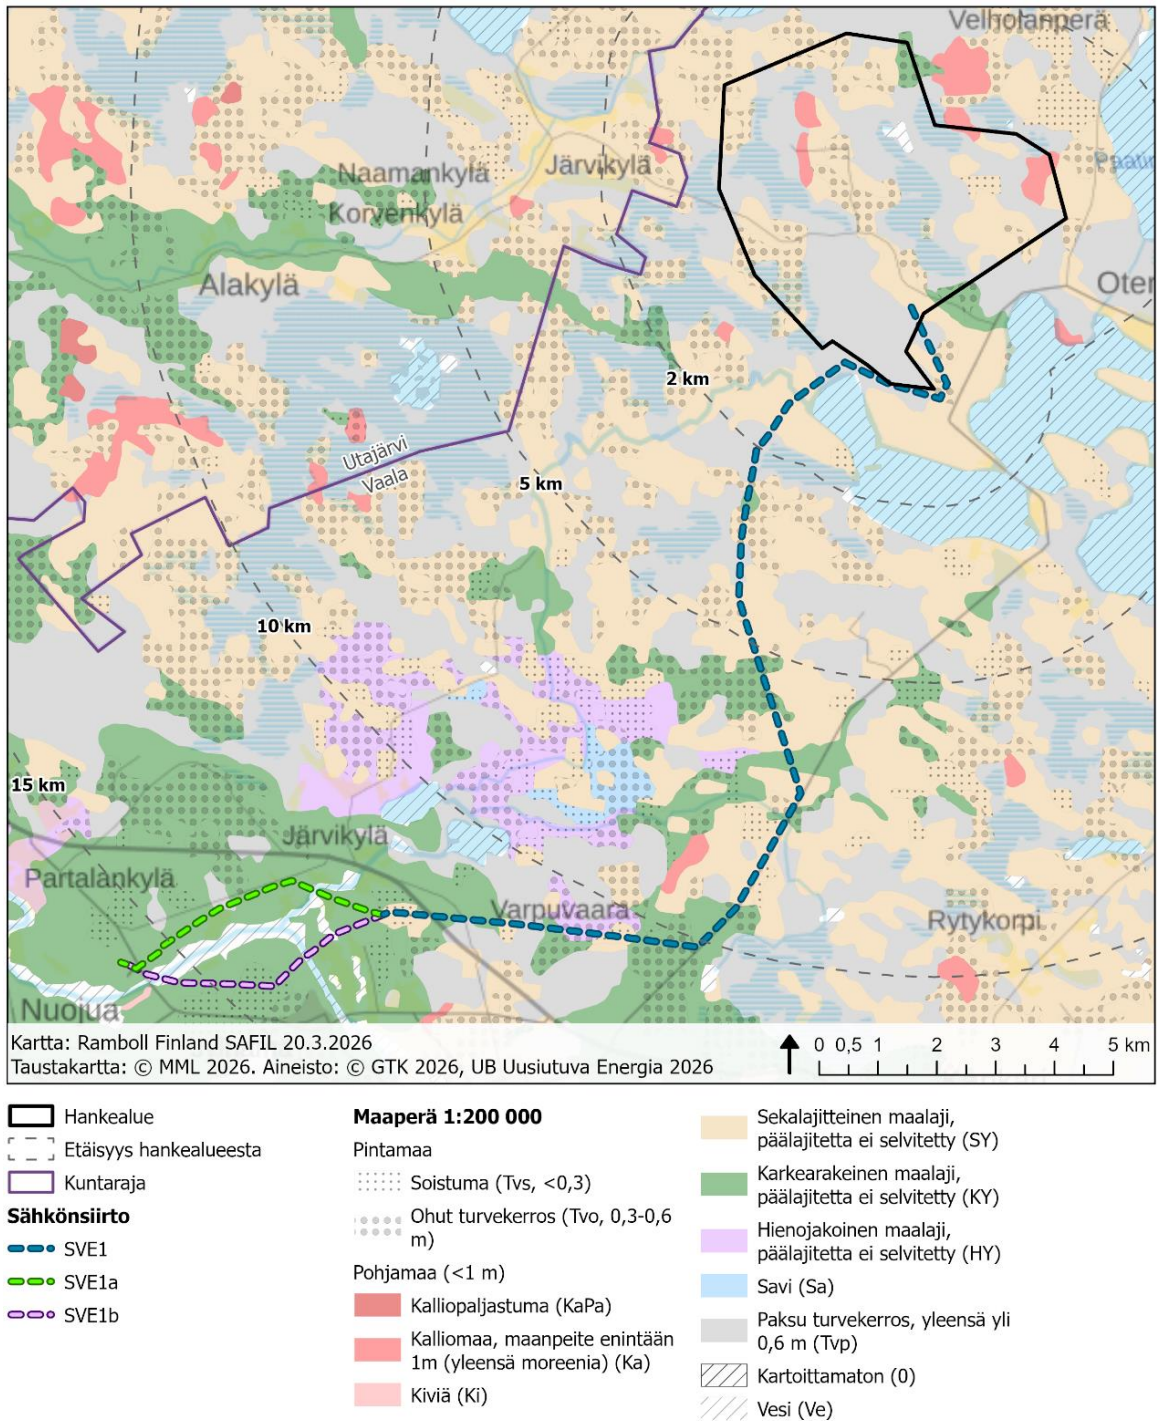 Velholanperä
Paatin
Naamankylä
Järvikylä
Korvenkylä
Alakylä
Oter
2 km
Utajärvi
Vaala
5 km
10 km
15 km
Järvikylä
Partalankylä
Varpuvaara
Rytykorpi
Nuojua
Kartta: Ramboll Finland SAFIL 20.3.2026
Taustakartta: © MML 2026. Aineisto: © GTK 2026, UB Uusiutuva Energia 2026
0 0,5 1 2 3 4 5 km
Hankealue
Etäisyys hankealueesta
Kuntaraja
Sähkönsiirto
SVE1
SVE1a
SVE1b
Maaperä 1:200 000
Pintamaa
Soistuma (Tvs, <0,3)
Ohut turvekerros (Tvo, 0,3-0,6
m)
Pohjamaa (<1 m)
Kalliopaljastuma (KaPa)
Kalliomaa, maanpeite enintään
1m (yleensä moreenia) (Ka)
Kiviä (Ki)
Sekalajitteinen maalaji,
päälajitetta ei selvitetty (SY)
Karkearakeinen maalaji,
päälajitetta ei selvitetty (KY)
Hienojakoinen maalaji,
päälajitetta ei selvitetty (HY)
Savi (Sa)
Paksu turvekerros, yleensä yli
0,6 m (Tvp)
Kartoittamaton (0)
Vesi (Ve)